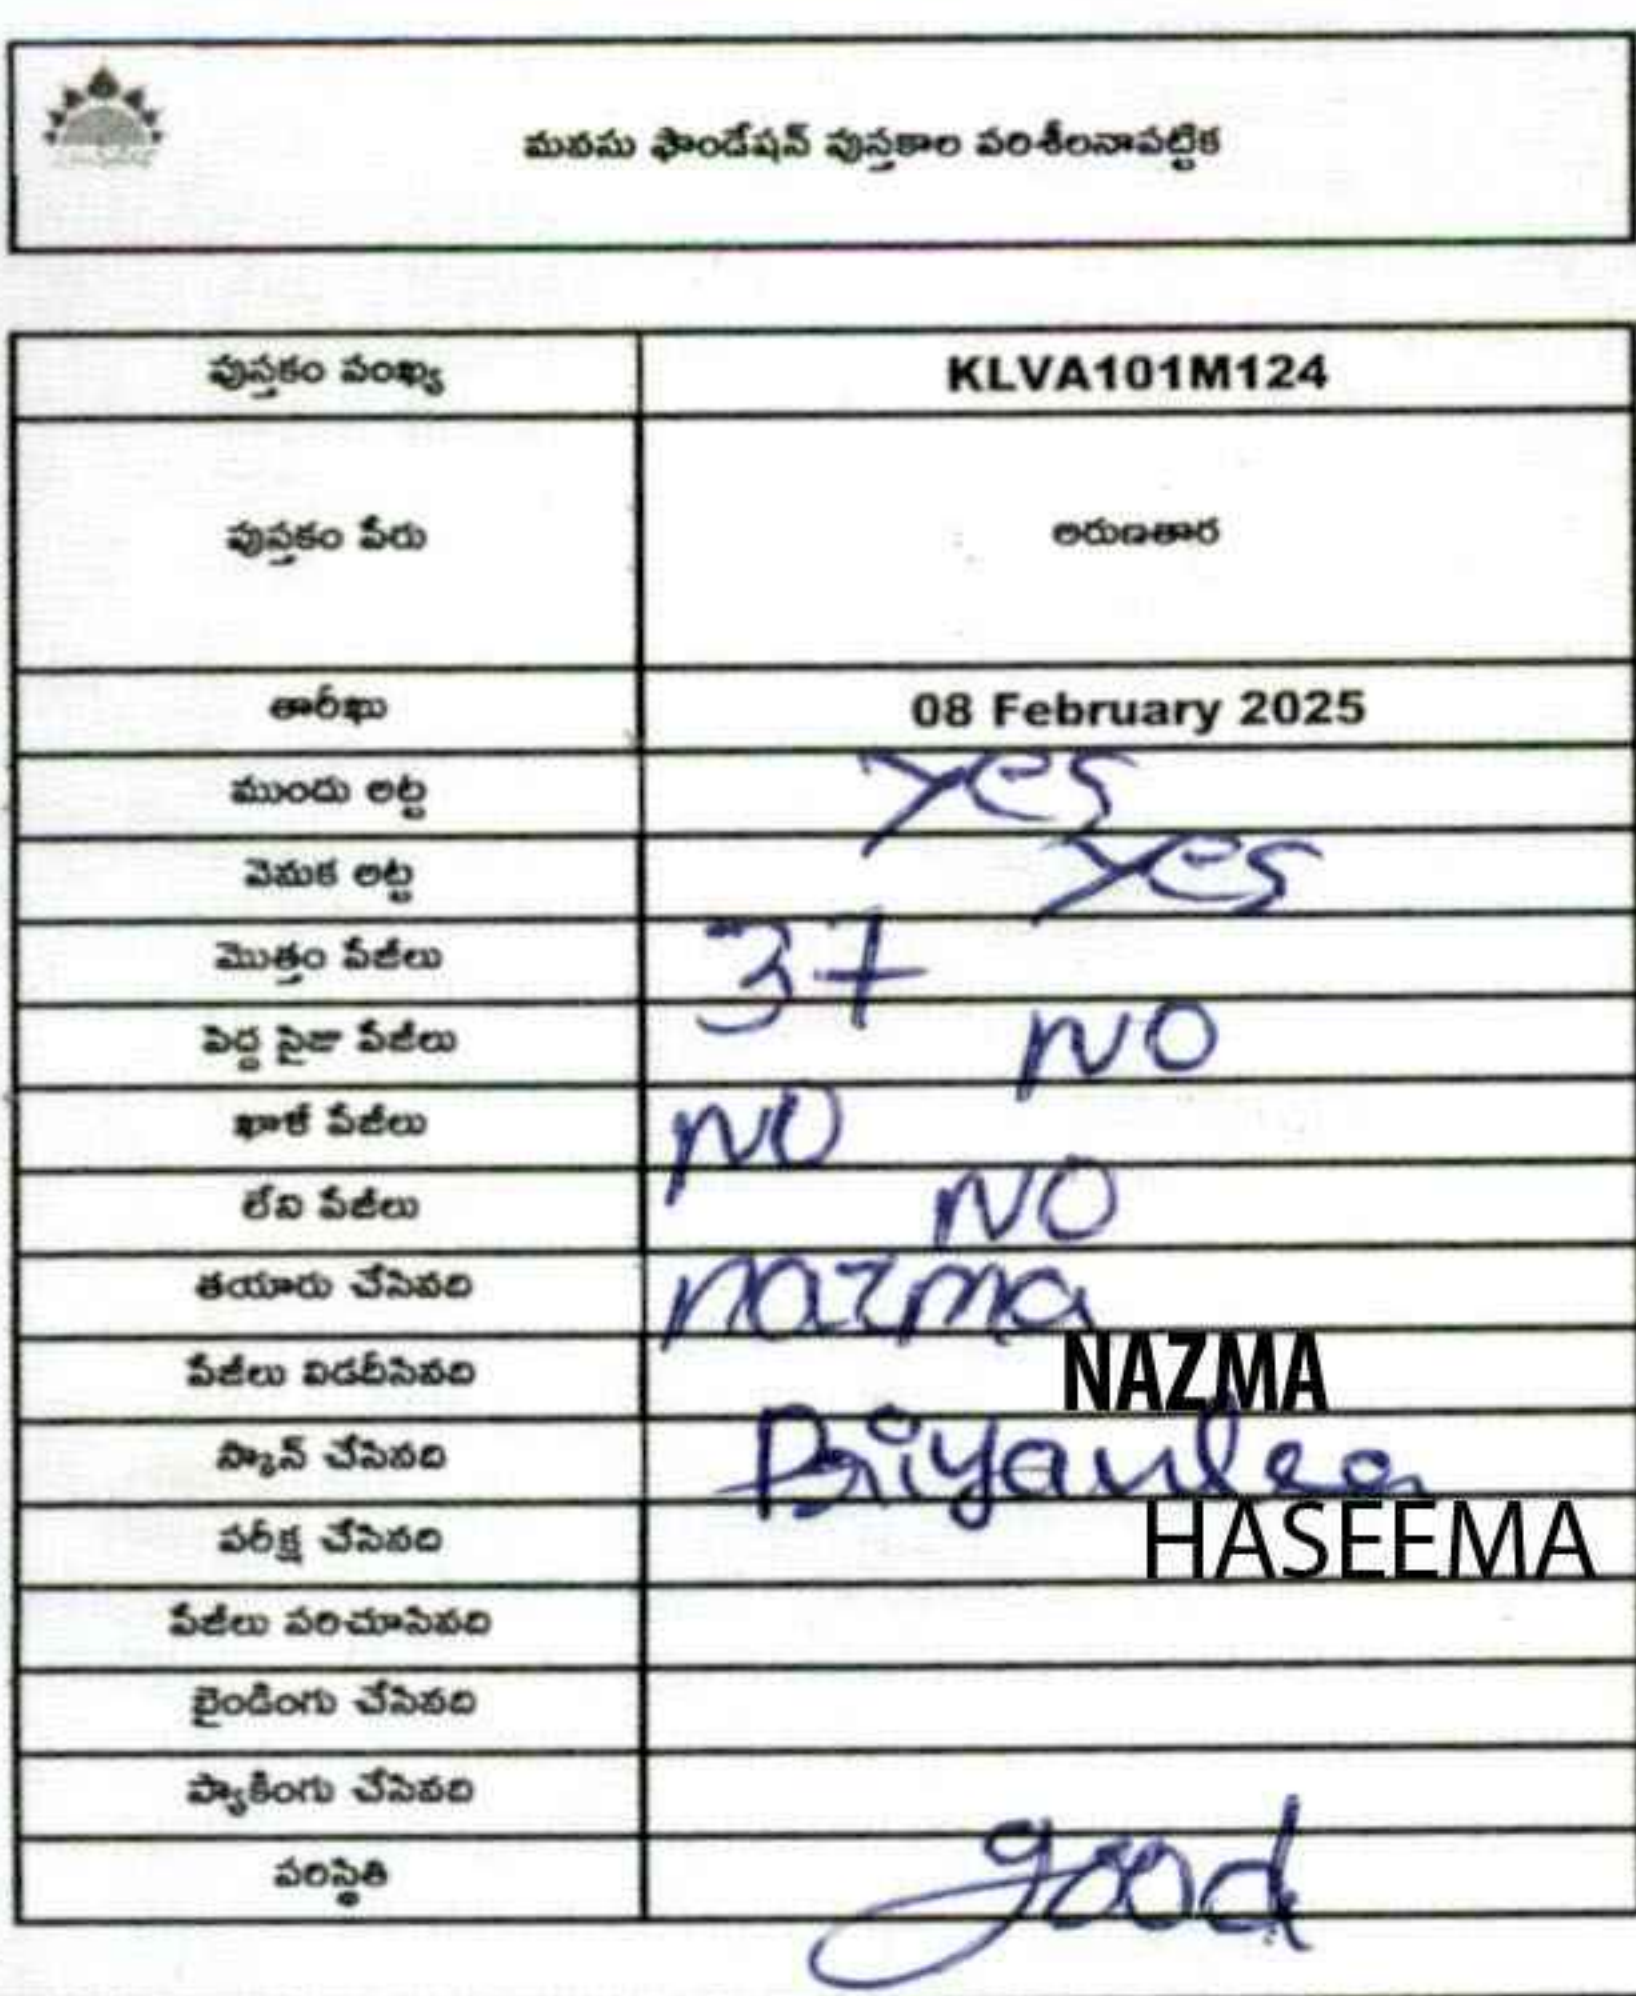 మనసు ఫౌండేషన్ పుస్తకాల పరిశీలనాపట్టిక
పుస్తకం సంఖ్య KLVA101M124
పుస్తకం పేరు అరుణతార
తారీఖు 08 February 2025
ముందు అట్ట yes
వెనుక అట్ట yes
మొత్తం పేజీలు 37
పెద్ద సైజు పేజీలు NO
ఖాళీ పేజీలు NO
లేని పేజీలు NO
తయారు చేసినది nazma
పేజీలు విడదీసినది NAZMA
స్కాన్ చేసినది Priyanka
పరీక్ష చేసినది HASEEMA
పేజీలు సరిచూసినది
బైండింగు చేసినది
ప్యాకింగు చేసినది
పరిస్థితి good